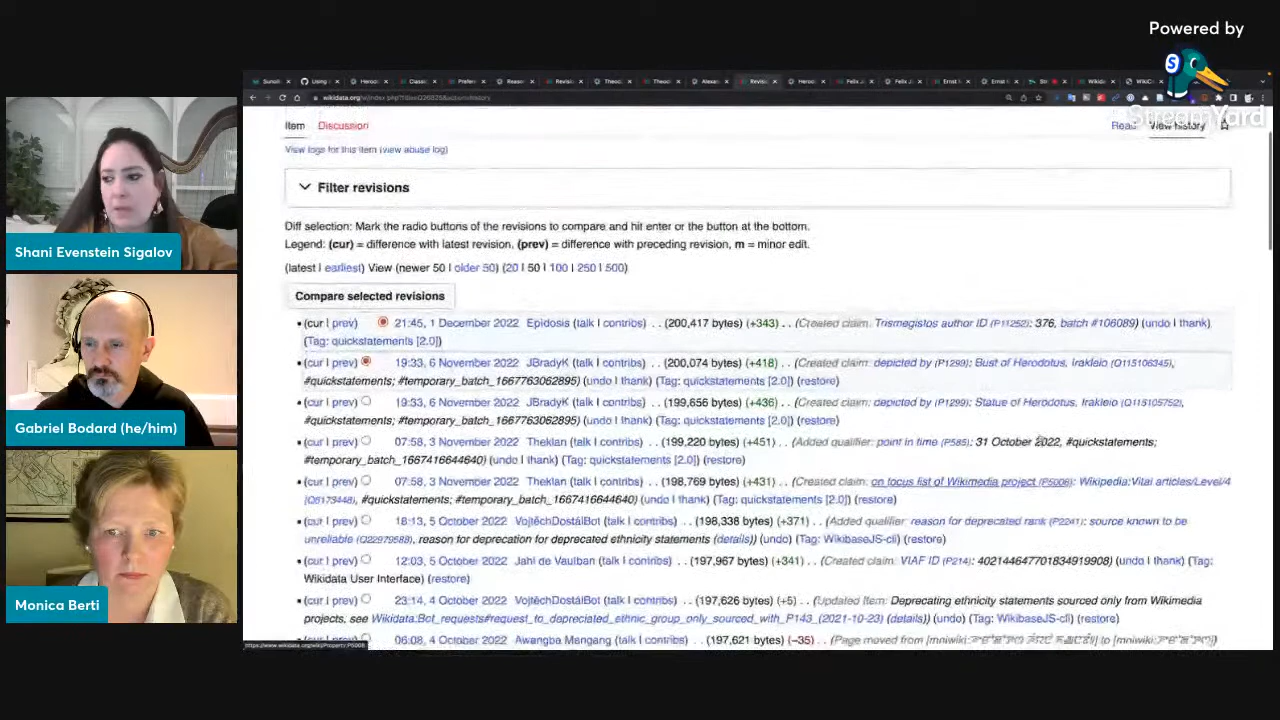 Powered by
StreamYard
wikidata.org
Item Discussion Read View history
View logs for this item (view abuse log)
Filter revisions
Diff selection: Mark the radio buttons of the revisions to compare and hit enter or the button at the bottom.
Legend: (cur) = difference with latest revision, (prev) = difference with preceding revision, m = minor edit.
(latest | earliest) View (newer 50 | older 50) (20 | 50 | 100 | 250 | 500)
Compare selected revisions
(cur | prev) 21:45, 1 December 2022 Epìdosis (talk | contribs) . . (200,417 bytes) (+343) . . (Created claim: Trismegistos author ID (P11252): 376, batch #106089) (undo | thank)
(Tag: quickstatements [2.0])
(cur | prev) 19:33, 6 November 2022 JBradyK (talk | contribs) . . (200,074 bytes) (+418) . . (Created claim: depicted by (P1299): Bust of Herodotus, Irakleio (Q115106345),
#quickstatements; #temporary_batch_1667763062895) (undo | thank) (Tag: quickstatements [2.0]) (restore)
(cur | prev) 19:33, 6 November 2022 JBradyK (talk | contribs) . . (199,656 bytes) (+436) . . (Created claim: depicted by (P1299): Statue of Herodotus, Irakleio (Q115105752),
#quickstatements; #temporary_batch_1667763062895) (undo | thank) (Tag: quickstatements [2.0]) (restore)
(cur | prev) 07:58, 3 November 2022 Theklan (talk | contribs) . . (199,220 bytes) (+451) . . (Added qualifier: point in time (P585): 31 October 2022, #quickstatements;
#temporary_batch_1667416644640) (undo | thank) (Tag: quickstatements [2.0]) (restore)
(cur | prev) 07:58, 3 November 2022 Theklan (talk | contribs) . . (198,769 bytes) (+431) . . (Created claim: on focus list of Wikimedia project (P5008): Wikipedia:Vital articles/Level/4
(Q6173448), #quickstatements; #temporary_batch_1667416644640) (undo | thank) (Tag: quickstatements [2.0]) (restore)
(cur | prev) 18:13, 5 October 2022 VojtěchDostálBot (talk | contribs) . . (198,338 bytes) (+371) . . (Added qualifier: reason for deprecated rank (P2241): source known to be
unreliable (Q22979588), reason for deprecation for deprecated ethnicity statements (details)) (undo) (Tag: WikibaseJS-cli) (restore)
(cur | prev) 12:03, 5 October 2022 Jahl de Vautban (talk | contribs) . . (197,967 bytes) (+341) . . (Created claim: VIAF ID (P214): 4021446477018349​19908) (undo | thank) (Tag:
Wikidata User Interface) (restore)
(cur | prev) 23:14, 4 October 2022 VojtěchDostálBot (talk | contribs) . . (197,626 bytes) (+5) . . (Updated item: Deprecating ethnicity statements sourced only from Wikimedia
projects, see Wikidata:Bot_requests#request_to_depreciated_ethnic_group_only_sourced_with_P143_(2021-10-23) (details)) (undo) (Tag: WikibaseJS-cli) (restore)
(cur | prev) 06:08, 4 October 2022 Awangba Mangang (talk | contribs) . . (197,621 bytes) (−35) . . (Page moved from
Shani Evenstein Sigalov
Gabriel Bodard (he/him)
Monica Berti